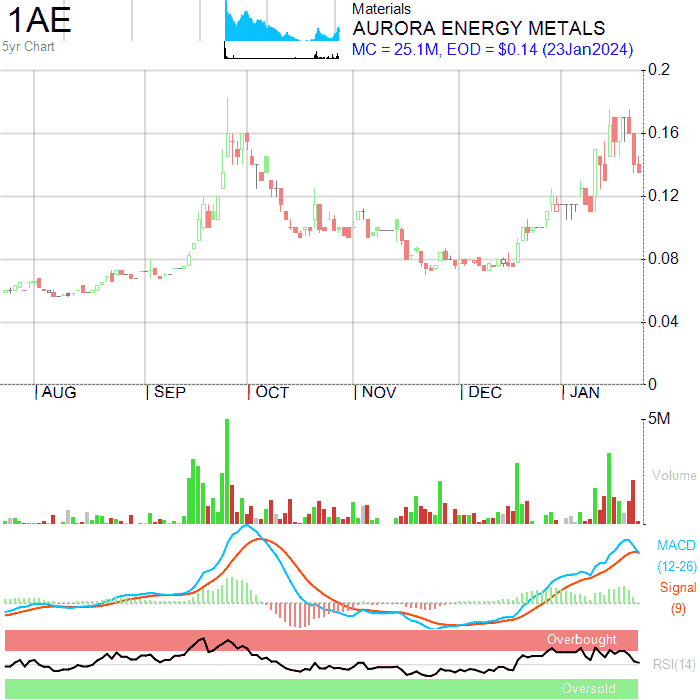 1AE
5yr Chart
Materials
AURORA ENERGY METALS
MC = 25.1M, EOD = $0.14 (23Jan2024)
0.2
0.16
0.12
0.08
0.04
0
AUG SEP OCT NOV DEC JAN
5M
Volume
MACD
(12-26)
Signal
(9)
Overbought
RSI(14)
Oversold